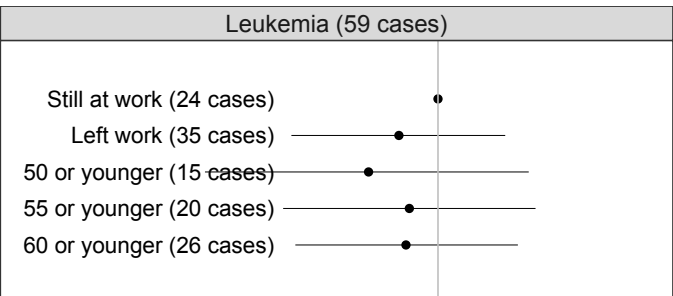 Leukemia (59 cases)
Still at work (24 cases)
Left work (35 cases)
50 or younger (15 cases)
55 or younger (20 cases)
60 or younger (26 cases)